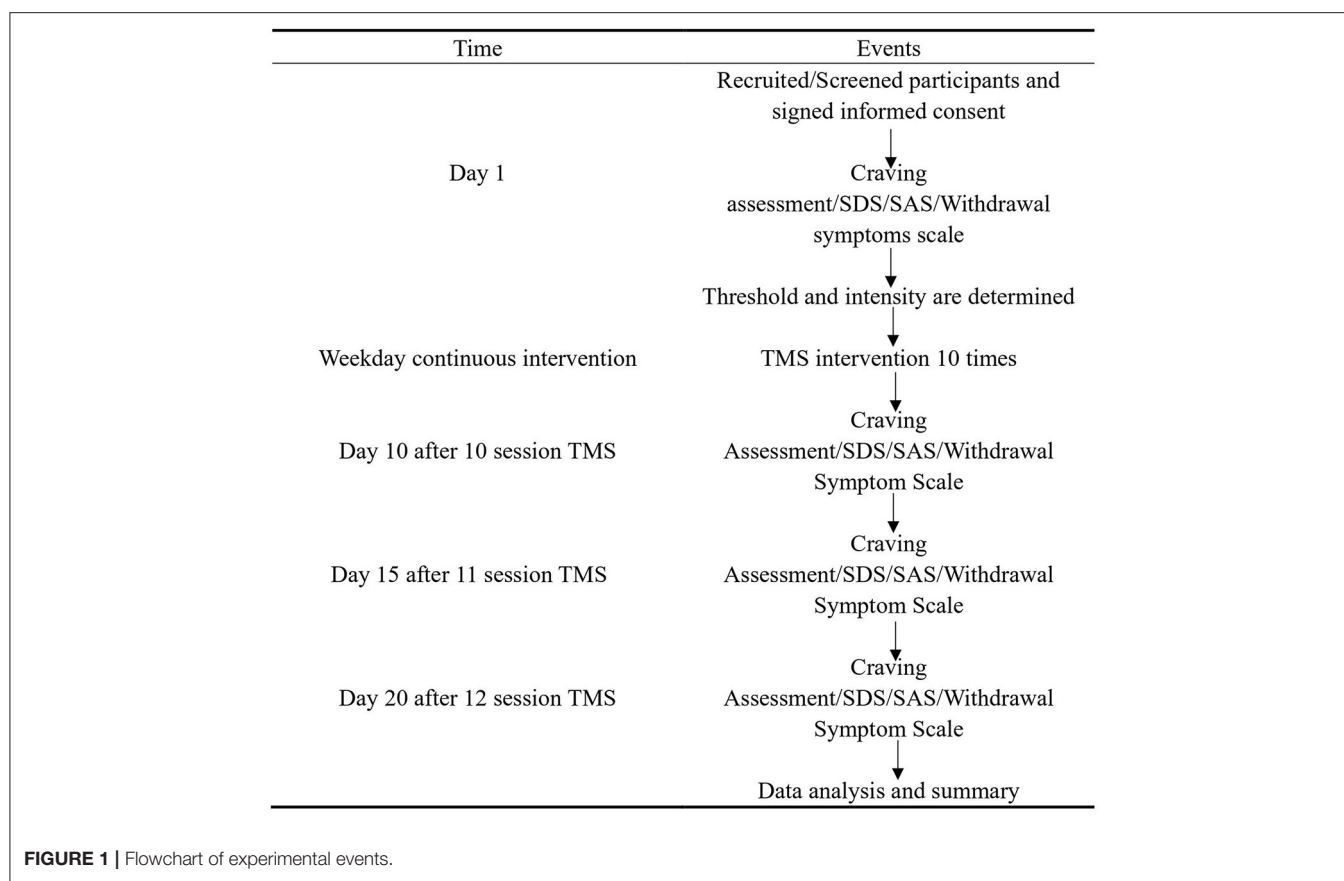 Time Events
Recruited/Screened participants and
signed informed consent
Day 1 Craving
assessment/SDS/SAS/Withdrawal
symptoms scale
Threshold and intensity are determined
Weekday continuous intervention TMS intervention 10 times
Craving
Day 10 after 10 session TMS Assessment/SDS/SAS/Withdrawal
Symptom Scale
Craving
Day 15 after 11 session TMS Assessment/SDS/SAS/Withdrawal
Symptom Scale
Craving
Day 20 after 12 session TMS Assessment/SDS/SAS/Withdrawal
Symptom Scale
Data analysis and summary
FIGURE 1 | Flowchart of experimental events.